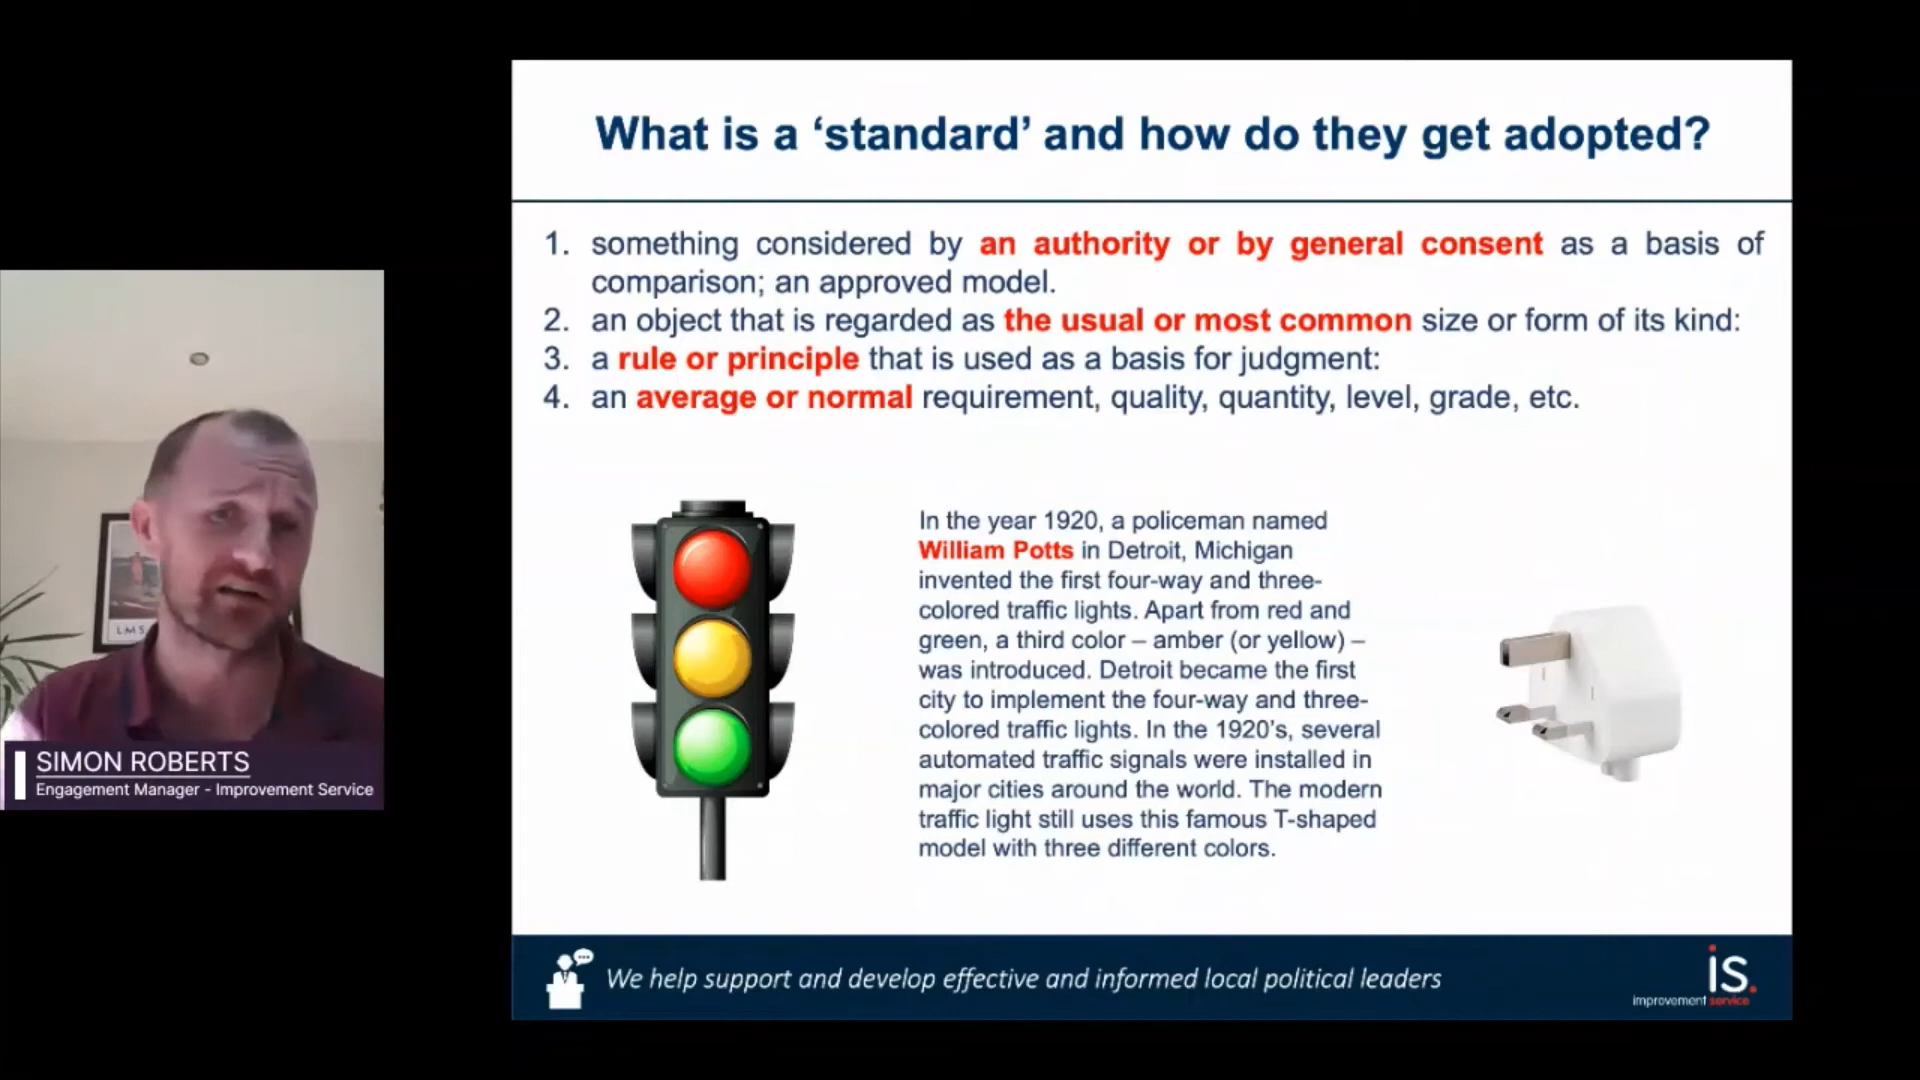 What is a ‘standard’ and how do they get adopted?
1. something considered by an authority or by general consent as a basis of
comparison; an approved model.
2. an object that is regarded as the usual or most common size or form of its kind:
3. a rule or principle that is used as a basis for judgment:
4. an average or normal requirement, quality, quantity, level, grade, etc.
In the year 1920, a policeman named
William Potts in Detroit, Michigan
invented the first four-way and three-
colored traffic lights. Apart from red and
green, a third color – amber (or yellow) –
was introduced. Detroit became the first
city to implement the four-way and three-
colored traffic lights. In the 1920’s, several
automated traffic signals were installed in
major cities around the world. The modern
traffic light still uses this famous T-shaped
model with three different colors.
LMS
SIMON ROBERTS
Engagement Manager - Improvement Service
We help support and develop effective and informed local political leaders
is.
improvement service